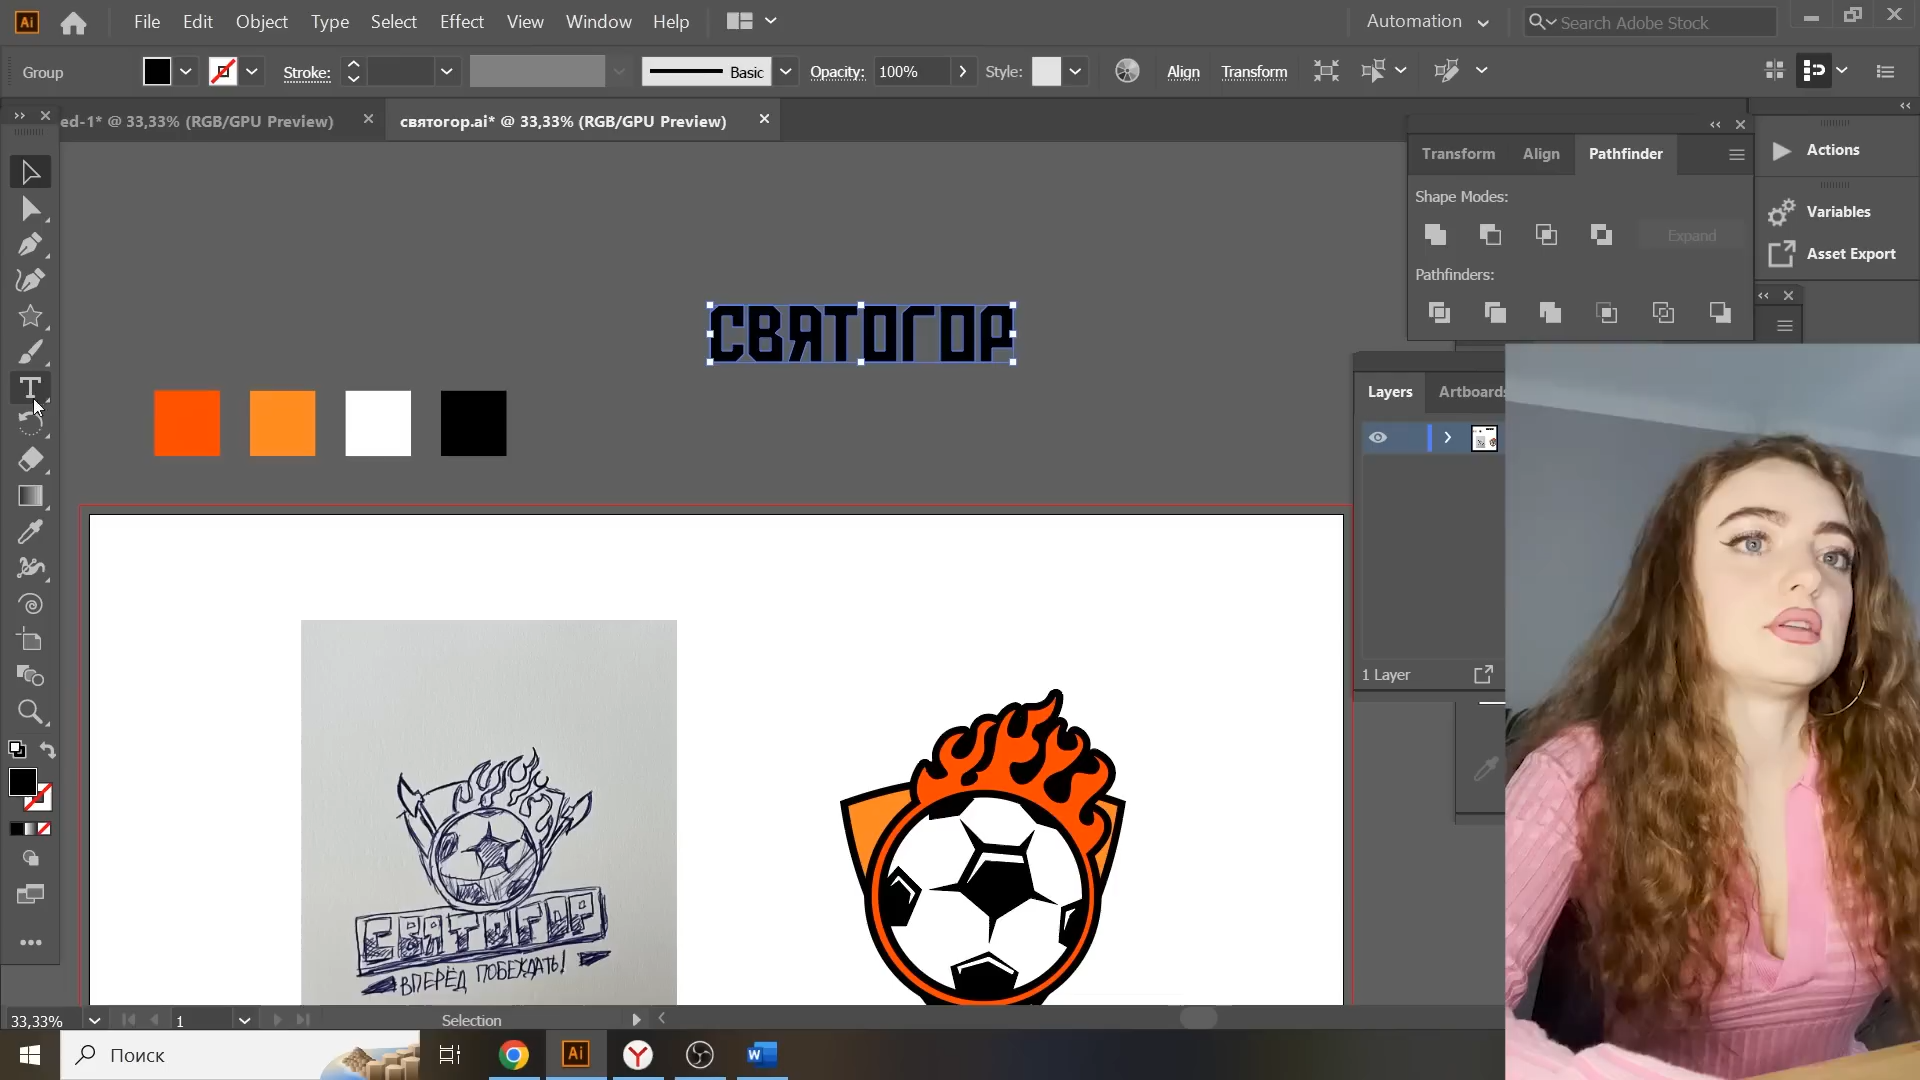 Ai File Edit Object Type Select Effect View Window Help Automation Search Adobe Stock
Group Stroke: Basic Opacity: 100% Style: Align Transform
ed-1* @ 33,33% (RGB/GPU Preview) святогор.ai* @ 33,33% (RGB/GPU Preview)
Transform Align Pathfinder
Actions
Shape Modes:
Variables
Expand
Asset Export
Pathfinders:
СВЯТОГОР
Layers Artboards
1 Layer
СВЯТОГОР
ВПЕРЁД ПОБЕЖДАТЬ!
33,33% 1 Selection
Поиск Ai W